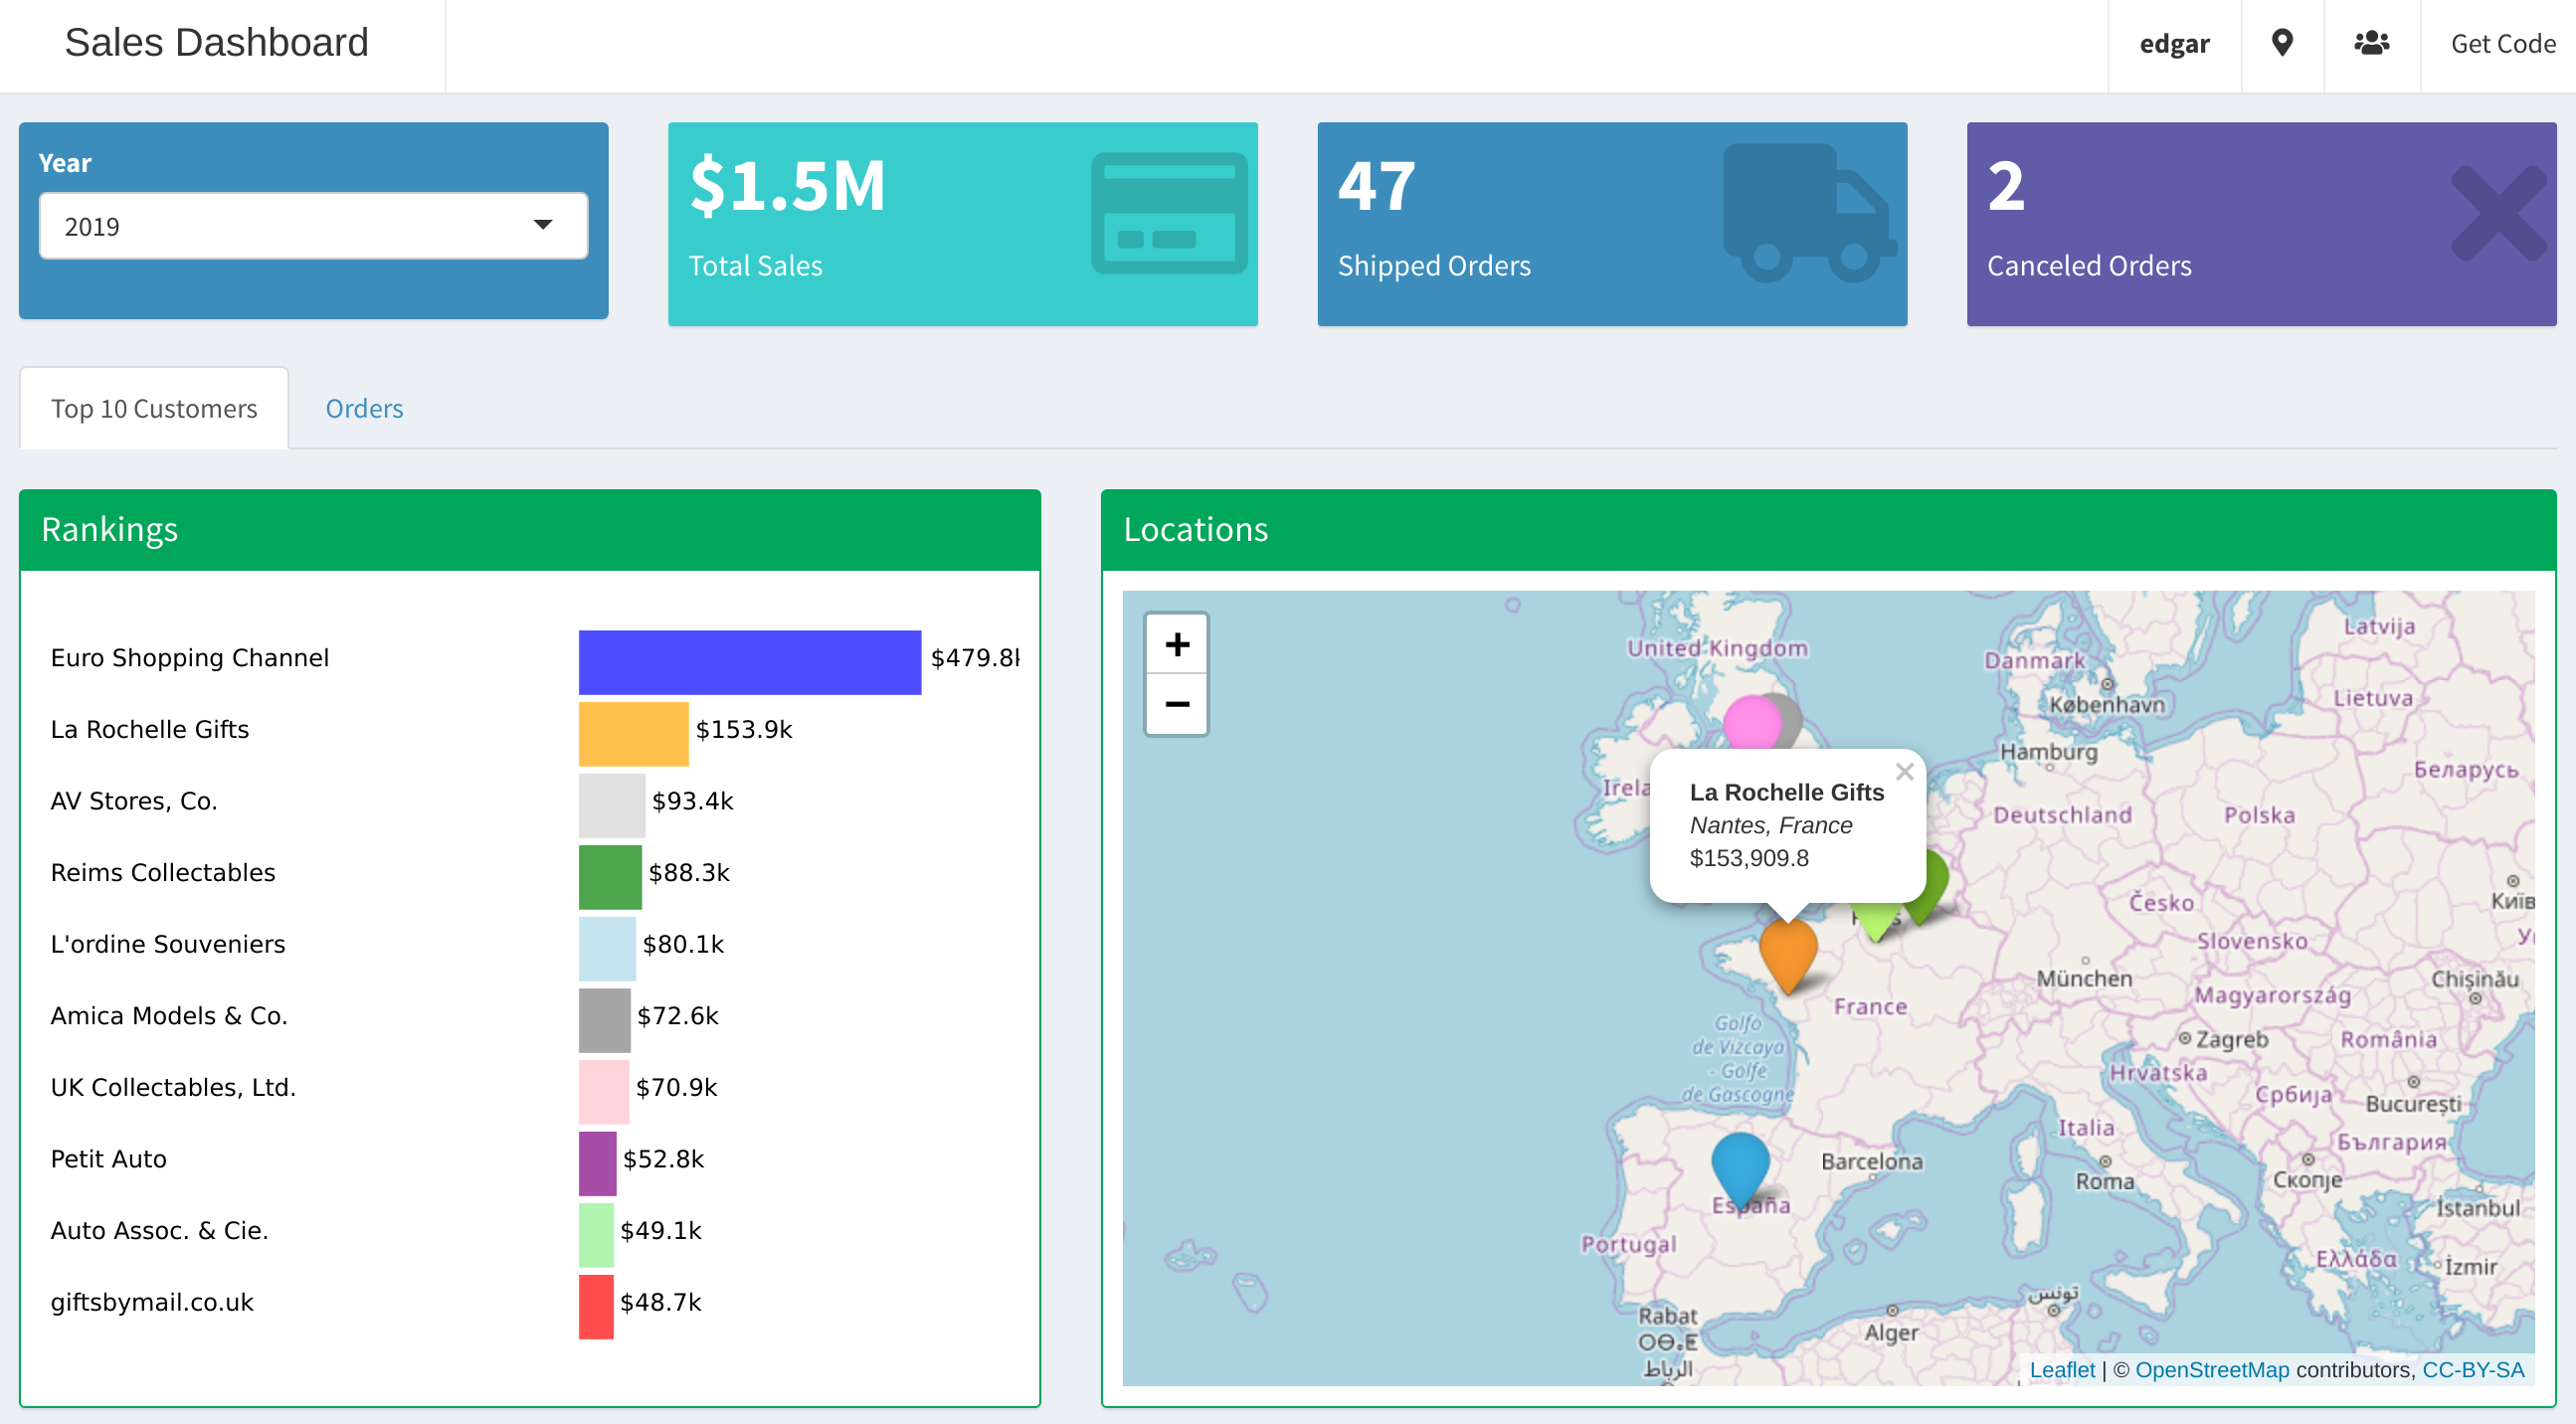 Sales Dashboard
edgar
Get Code
Year
2019
$1.5M
Total Sales
47
Shipped Orders
2
Canceled Orders
Top 10 Customers
Orders
Rankings
Euro Shopping Channel $479.8k
La Rochelle Gifts $153.9k
AV Stores, Co. $93.4k
Reims Collectables $88.3k
L'ordine Souveniers $80.1k
Amica Models & Co. $72.6k
UK Collectables, Ltd. $70.9k
Petit Auto $52.8k
Auto Assoc. & Cie. $49.1k
giftsbymail.co.uk $48.7k
Locations
+
−
Latvija
United Kingdom
Danmark
Lietuva
København
Hamburg
Беларусь
Irela
×
La Rochelle Gifts
Nantes, France
$153,909.8
Deutschland
Polska
Česko
Київ
Slovensko
München
Chișinău
Magyarország
France
Golfo
de Vizcaya
- Golfe
de Gascogne
Zagreb
România
Hrvatska
Србија
București
Italia
България
Barcelona
Roma
Скопје
España
İstanbul
Portugal
Ελλάδα
İzmir
تونس
Rabat
ⵔⴱⴰⵟ
الرباط
Alger
Leaflet | © OpenStreetMap contributors, CC-BY-SA